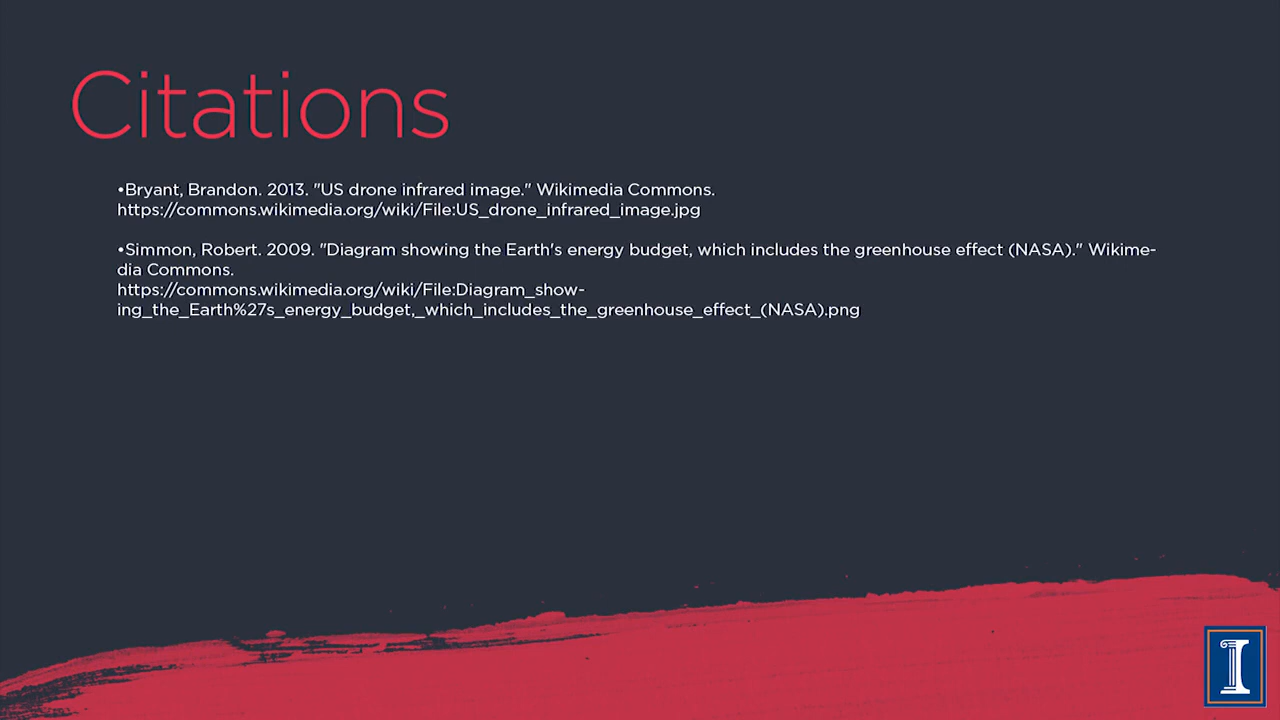 Citations
•Bryant, Brandon. 2013. "US drone infrared image." Wikimedia Commons.
https://commons.wikimedia.org/wiki/File:US_drone_infrared_image.jpg
•Simmon, Robert. 2009. "Diagram showing the Earth's energy budget, which includes the greenhouse effect (NASA)." Wikime-
dia Commons.
https://commons.wikimedia.org/wiki/File:Diagram_show-
ing_the_Earth%27s_energy_budget,_which_includes_the_greenhouse_effect_(NASA).png
I